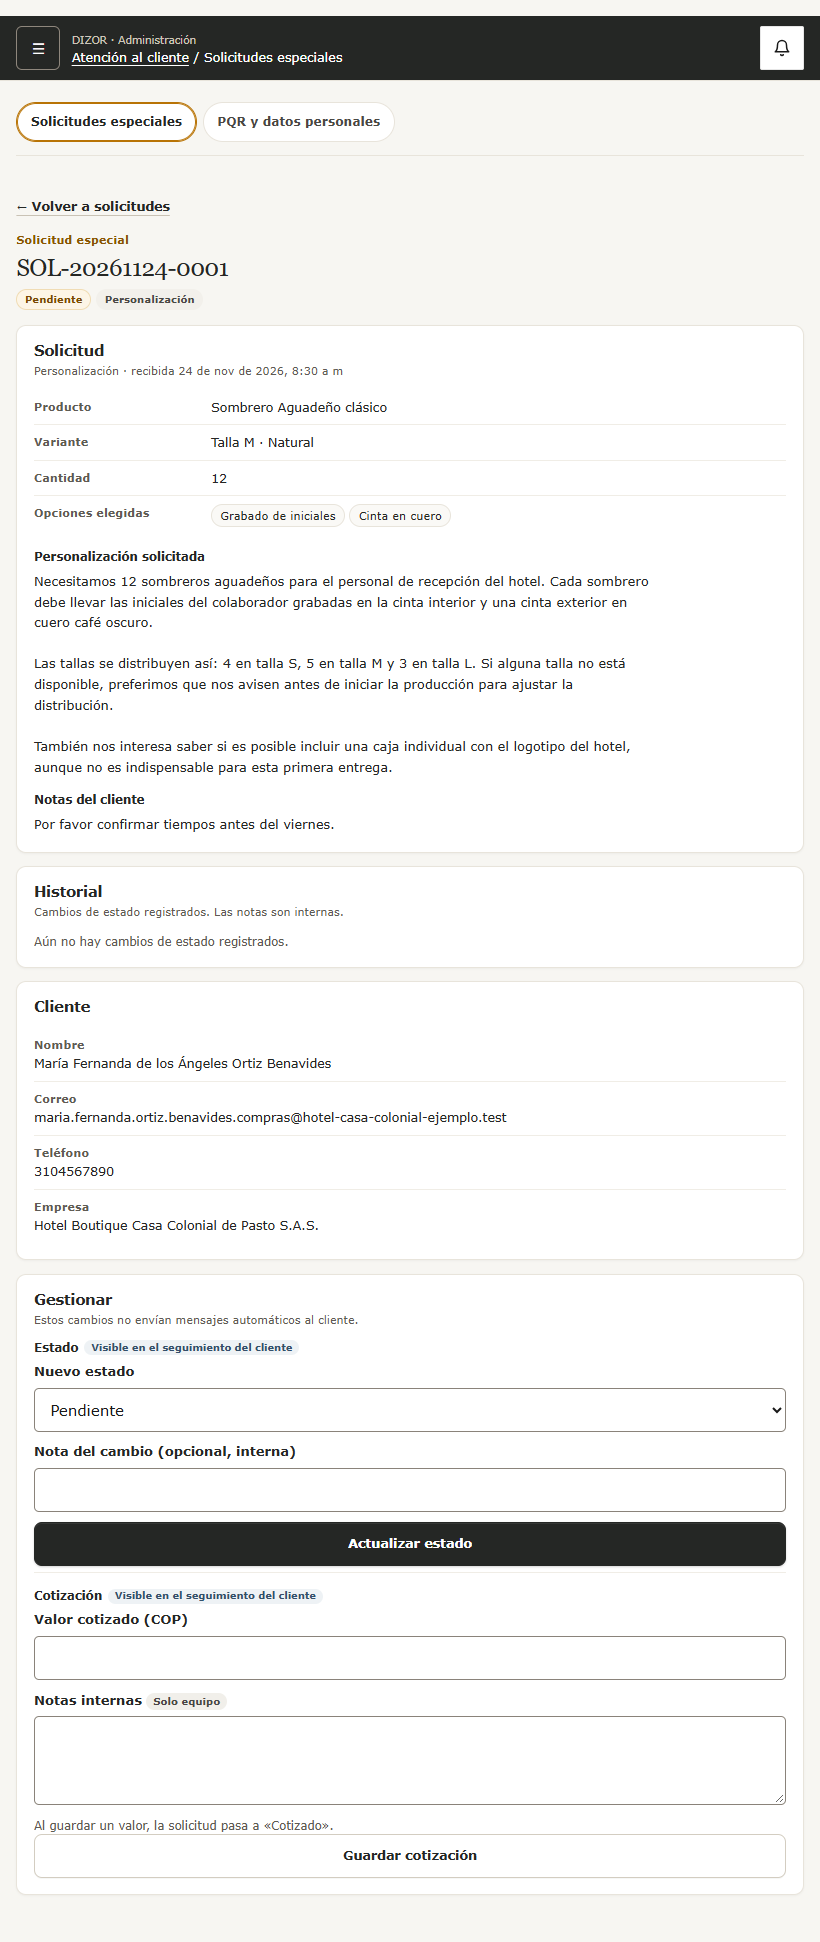 ☰
DIZOR · Administración
Atención al cliente / Solicitudes especiales
Solicitudes especiales
PQR y datos personales
← Volver a solicitudes
Solicitud especial
SOL-20261124-0001
Pendiente
Personalización
Solicitud
Personalización · recibida 24 de nov de 2026, 8:30 a m
Producto Sombrero Aguadeño clásico
Variante Talla M · Natural
Cantidad 12
Opciones elegidas Grabado de iniciales Cinta en cuero
Personalización solicitada
Necesitamos 12 sombreros aguadeños para el personal de recepción del hotel. Cada sombrero
debe llevar las iniciales del colaborador grabadas en la cinta interior y una cinta exterior en
cuero café oscuro.
Las tallas se distribuyen así: 4 en talla S, 5 en talla M y 3 en talla L. Si alguna talla no está
disponible, preferimos que nos avisen antes de iniciar la producción para ajustar la
distribución.
También nos interesa saber si es posible incluir una caja individual con el logotipo del hotel,
aunque no es indispensable para esta primera entrega.
Notas del cliente
Por favor confirmar tiempos antes del viernes.
Historial
Cambios de estado registrados. Las notas son internas.
Aún no hay cambios de estado registrados.
Cliente
Nombre
María Fernanda de los Ángeles Ortiz Benavides
Correo
maria.fernanda.ortiz.benavides.compras@hotel-casa-colonial-ejemplo.test
Teléfono
3104567890
Empresa
Hotel Boutique Casa Colonial de Pasto S.A.S.
Gestionar
Estos cambios no envían mensajes automáticos al cliente.
Estado Visible en el seguimiento del cliente
Nuevo estado
Pendiente
Nota del cambio (opcional, interna)
Actualizar estado
Cotización Visible en el seguimiento del cliente
Valor cotizado (COP)
Notas internas Solo equipo
Al guardar un valor, la solicitud pasa a «Cotizado».
Guardar cotización